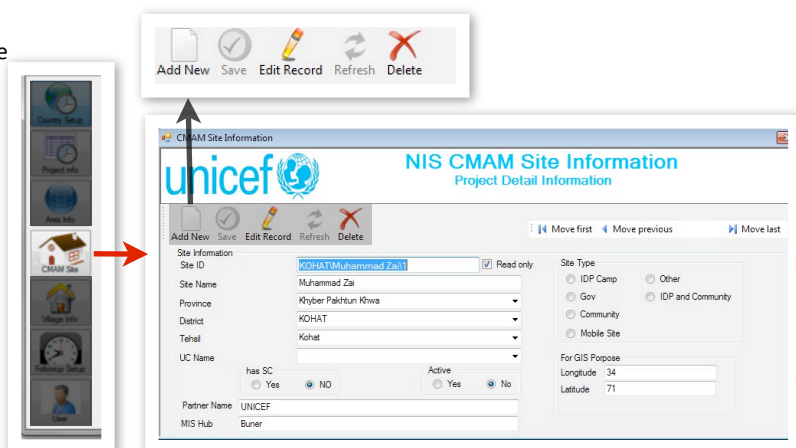 e
Add New Save Edit Record Refresh Delete
Country Setup
Project info
Area Info
CMAM Site
Village Info
Followup Setup
User
CMAM Site Information
unicef
NIS CMAM Site Information
Project Detail Information
Add New Save Edit Record Refresh Delete
Move first Move previous Move last
Site Information
Site ID KOHAT\Muhammad Zai\1 Read only
Site Name Muhammad Zai
Province Khyber Pakhtun Khwa
District KOHAT
Tehsil Kohat
UC Name
has SC
Yes NO
Active
Yes No
Partner Name UNICEF
MIS Hub Buner
Site Type
IDP Camp Other
Gov IDP and Community
Community
Mobile Site
For GIS Porpose
Longitude 34
Latitude 71